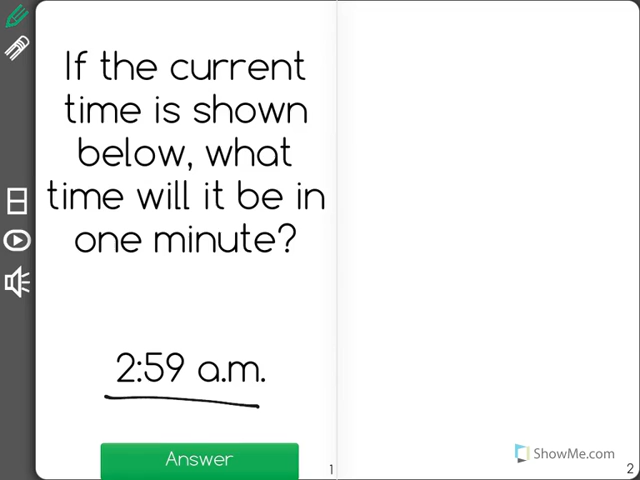 If the current
time is shown
below, what
time will it be in
one minute?
2:59 a.m.
Answer
1
ShowMe.com
2